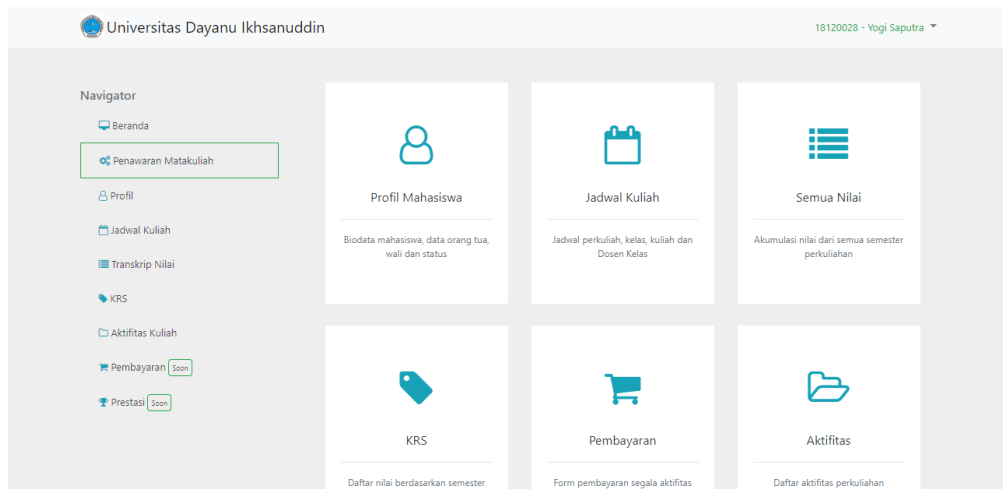 Universitas Dayanu Ikhsanuddin
18120028 - Yogi Saputra
Navigator
Beranda
Penawaran Matakuliah
Profil
Jadwal Kuliah
Transkrip Nilai
KRS
Aktifitas Kuliah
Pembayaran Soon
Prestasi Soon
Profil Mahasiswa
Biodata mahasiswa, data orang tua,
wali dan status
Jadwal Kuliah
Jadwal perkuliah, kelas, kuliah dan
Dosen Kelas
Semua Nilai
Akumulasi nilai dari semua semester
perkuliahan
KRS
Daftar nilai berdasarkan semester
Pembayaran
Form pembayaran segala aktifitas
Aktifitas
Daftar aktifitas perkuliahan